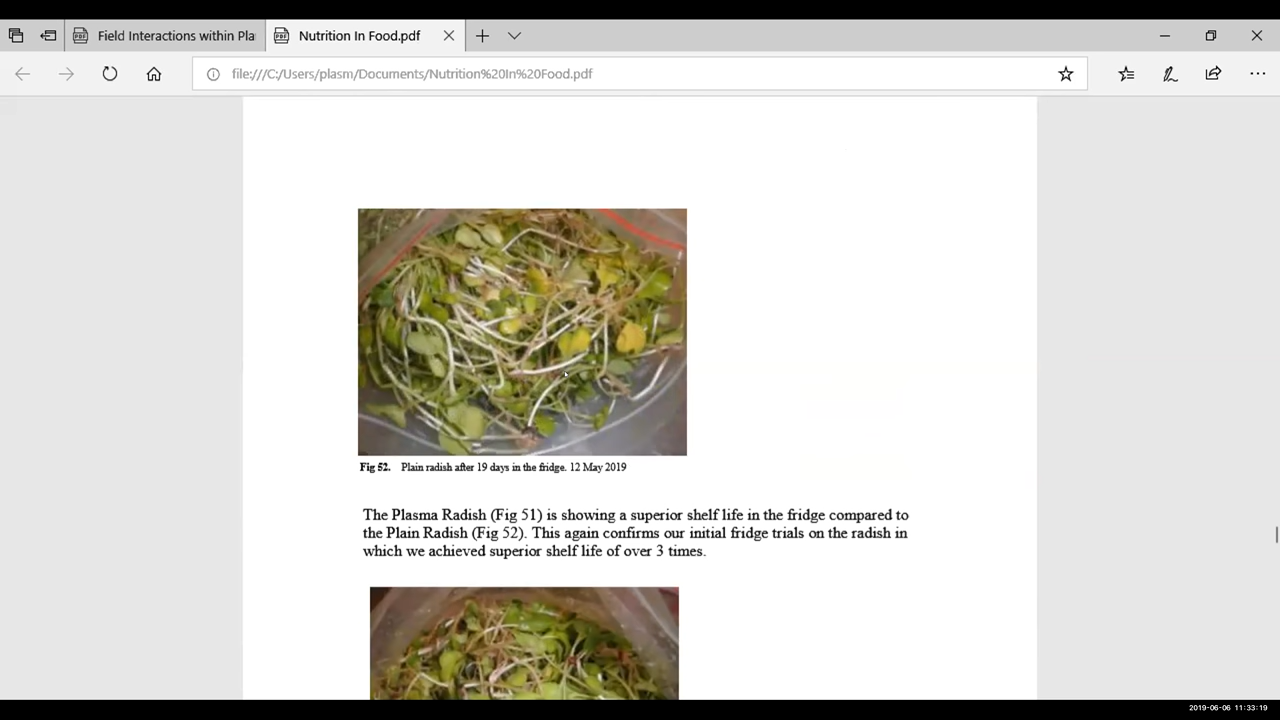 Field Interactions within Pla
Nutrition In Food.pdf
file:///C:/Users/plasm/Documents/Nutrition%20In%20Food.pdf
Fig 52. Plain radish after 19 days in the fridge. 12 May 2019
The Plasma Radish (Fig 51) is showing a superior shelf life in the fridge compared to
the Plain Radish (Fig 52). This again confirms our initial fridge trials on the radish in
which we achieved superior shelf life of over 3 times.
2019-06-06 11:33:19